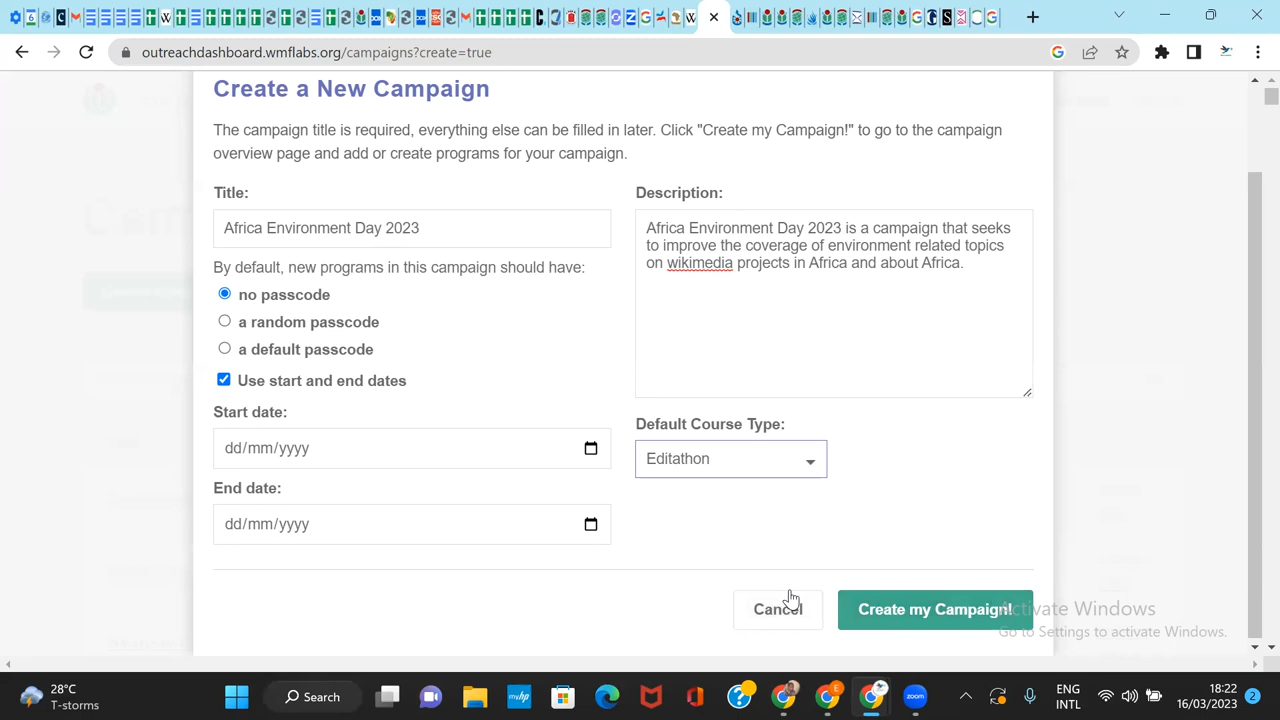 outreachdashboard.wmflabs.org/campaigns?create=true
Create a New Campaign
The campaign title is required, everything else can be filled in later. Click "Create my Campaign!" to go to the campaign
overview page and add or create programs for your campaign.
Title:
Africa Environment Day 2023
By default, new programs in this campaign should have:
no passcode
a random passcode
a default passcode
Use start and end dates
Start date:
dd/mm/yyyy
End date:
dd/mm/yyyy
Description:
Africa Environment Day 2023 is a campaign that seeks
to improve the coverage of environment related topics
on wikimedia projects in Africa and about Africa.
Default Course Type:
Editathon
Cancel
Create my Campaign!
Activate Windows
Go to Settings to activate Windows.
28°C
T-storms
Search
myhp
zoom
ENG
INTL
18:22
16/03/2023
2